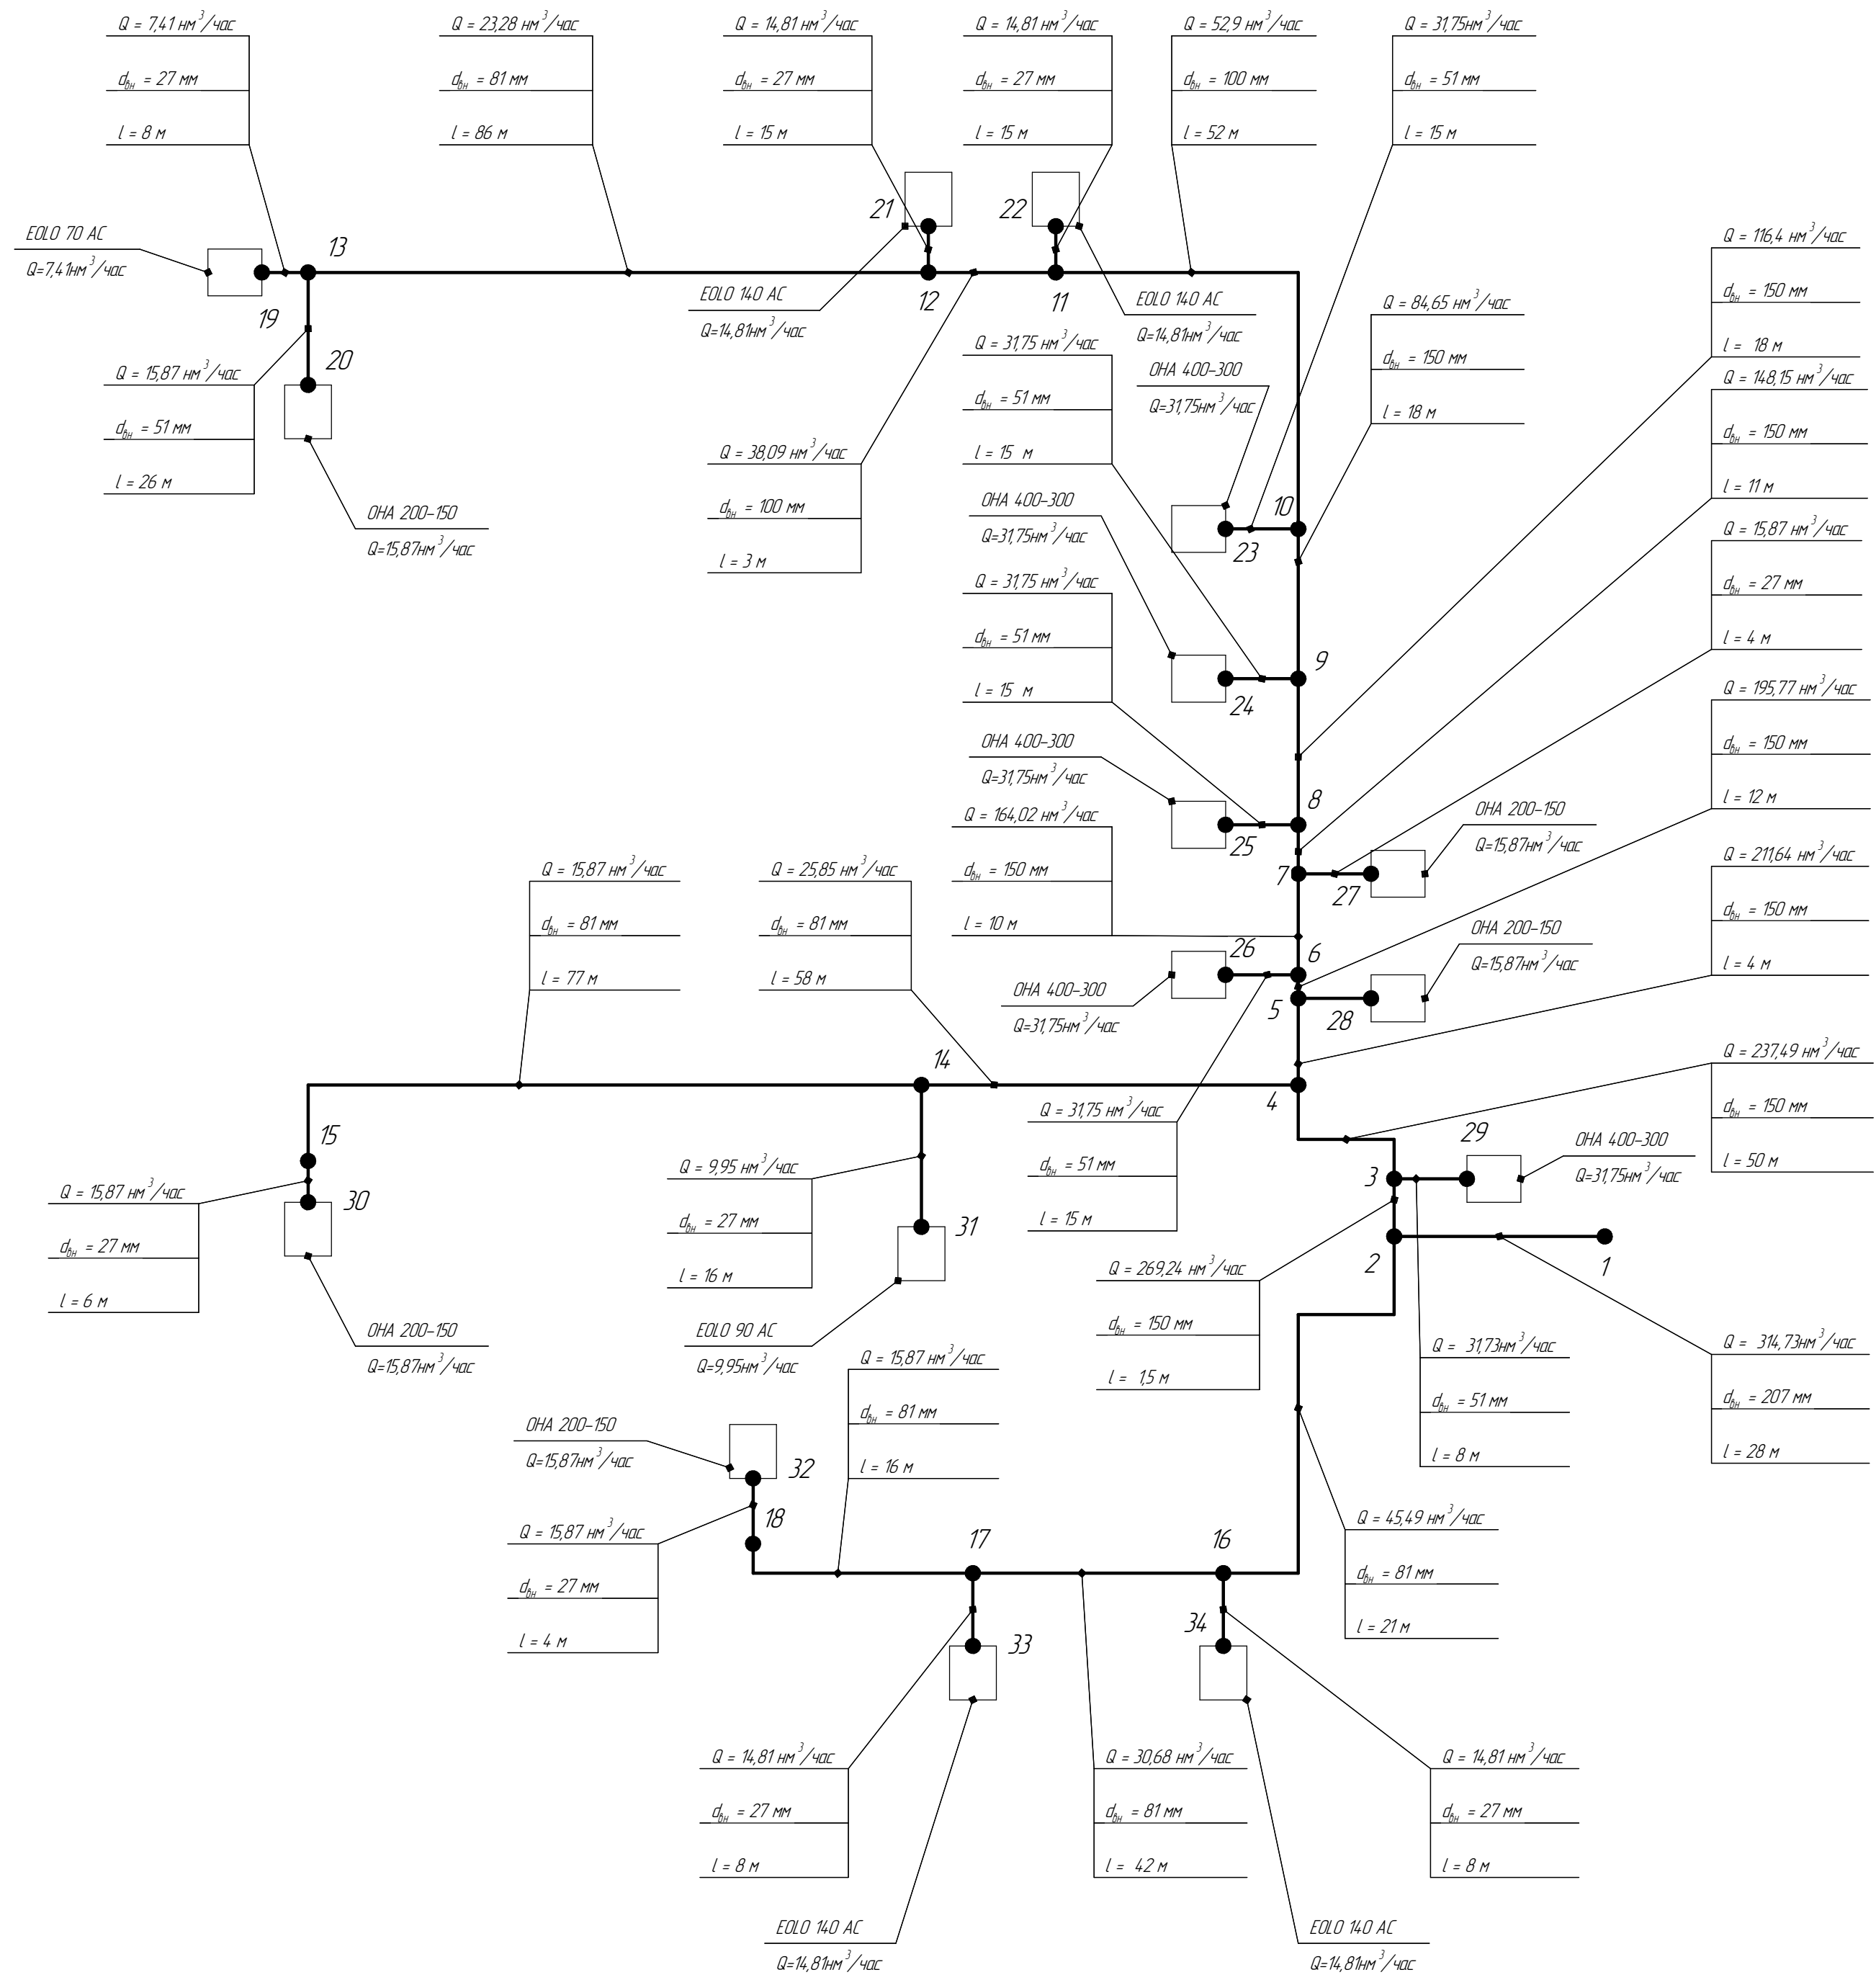 Q = 7,41 нм³/час
dвн = 27 мм
l = 8 м
Q = 23,28 нм³/час
dвн = 81 мм
l = 86 м
Q = 14,81 нм³/час
dвн = 27 мм
l = 15 м
Q = 14,81 нм³/час
dвн = 27 мм
l = 15 м
Q = 52,9 нм³/час
dвн = 100 мм
l = 52 м
Q = 31,75нм³/час
dвн = 51 мм
l = 15 м
EOLO 70 AC
Q=7,41нм³/час
19
13
20
Q = 15,87 нм³/час
dвн = 51 мм
l = 26 м
ОНА 200-150
Q=15,87нм³/час
21
22
12
11
EOLO 140 AC
Q=14,81нм³/час
EOLO 140 AC
Q=14,81нм³/час
Q = 38,09 нм³/час
dвн = 100 мм
l = 3 м
Q = 31,75 нм³/час
dвн = 51 мм
l = 15 м
ОНА 400-300
Q=31,75нм³/час
Q = 84,65 нм³/час
dвн = 150 мм
l = 18 м
Q = 116,4 нм³/час
dвн = 150 мм
l = 18 м
Q = 148,15 нм³/час
dвн = 150 мм
l = 11 м
10
23
ОНА 400-300
Q=31,75нм³/час
Q = 15,87 нм³/час
dвн = 27 мм
l = 4 м
Q = 31,75 нм³/час
dвн = 51 мм
l = 15 м
9
24
Q = 195,77 нм³/час
dвн = 150 мм
l = 12 м
ОНА 400-300
Q=31,75нм³/час
8
25
Q = 164,02 нм³/час
dвн = 150 мм
l = 10 м
ОНА 200-150
Q=15,87нм³/час
7
27
Q = 211,64 нм³/час
dвн = 150 мм
l = 4 м
Q = 15,87 нм³/час
dвн = 81 мм
l = 77 м
Q = 25,85 нм³/час
dвн = 81 мм
l = 58 м
26
6
ОНА 200-150
Q=15,87нм³/час
ОНА 400-300
Q=31,75нм³/час
5
28
14
4
Q = 237,49 нм³/час
dвн = 150 мм
l = 50 м
Q = 31,75 нм³/час
dвн = 51 мм
l = 15 м
15
29
ОНА 400-300
Q=31,75нм³/час
3
Q = 15,87 нм³/час
dвн = 27 мм
l = 6 м
30
Q = 9,95 нм³/час
dвн = 27 мм
l = 16 м
31
2
1
Q = 269,24 нм³/час
dвн = 150 мм
l = 1,5 м
ОНА 200-150
Q=15,87нм³/час
EOLO 90 AC
Q=9,95нм³/час
Q = 31,73нм³/час
dвн = 51 мм
l = 8 м
Q = 314,73нм³/час
dвн = 207 мм
l = 28 м
Q = 15,87 нм³/час
dвн = 81 мм
l = 16 м
ОНА 200-150
Q=15,87нм³/час
32
18
Q = 15,87 нм³/час
dвн = 27 мм
l = 4 м
17
16
Q = 45,49 нм³/час
dвн = 81 мм
l = 21 м
33
34
Q = 14,81 нм³/час
dвн = 27 мм
l = 8 м
Q = 30,68 нм³/час
dвн = 81 мм
l = 42 м
Q = 14,81 нм³/час
dвн = 27 мм
l = 8 м
EOLO 140 AC
Q=14,81нм³/час
EOLO 140 AC
Q=14,81нм³/час